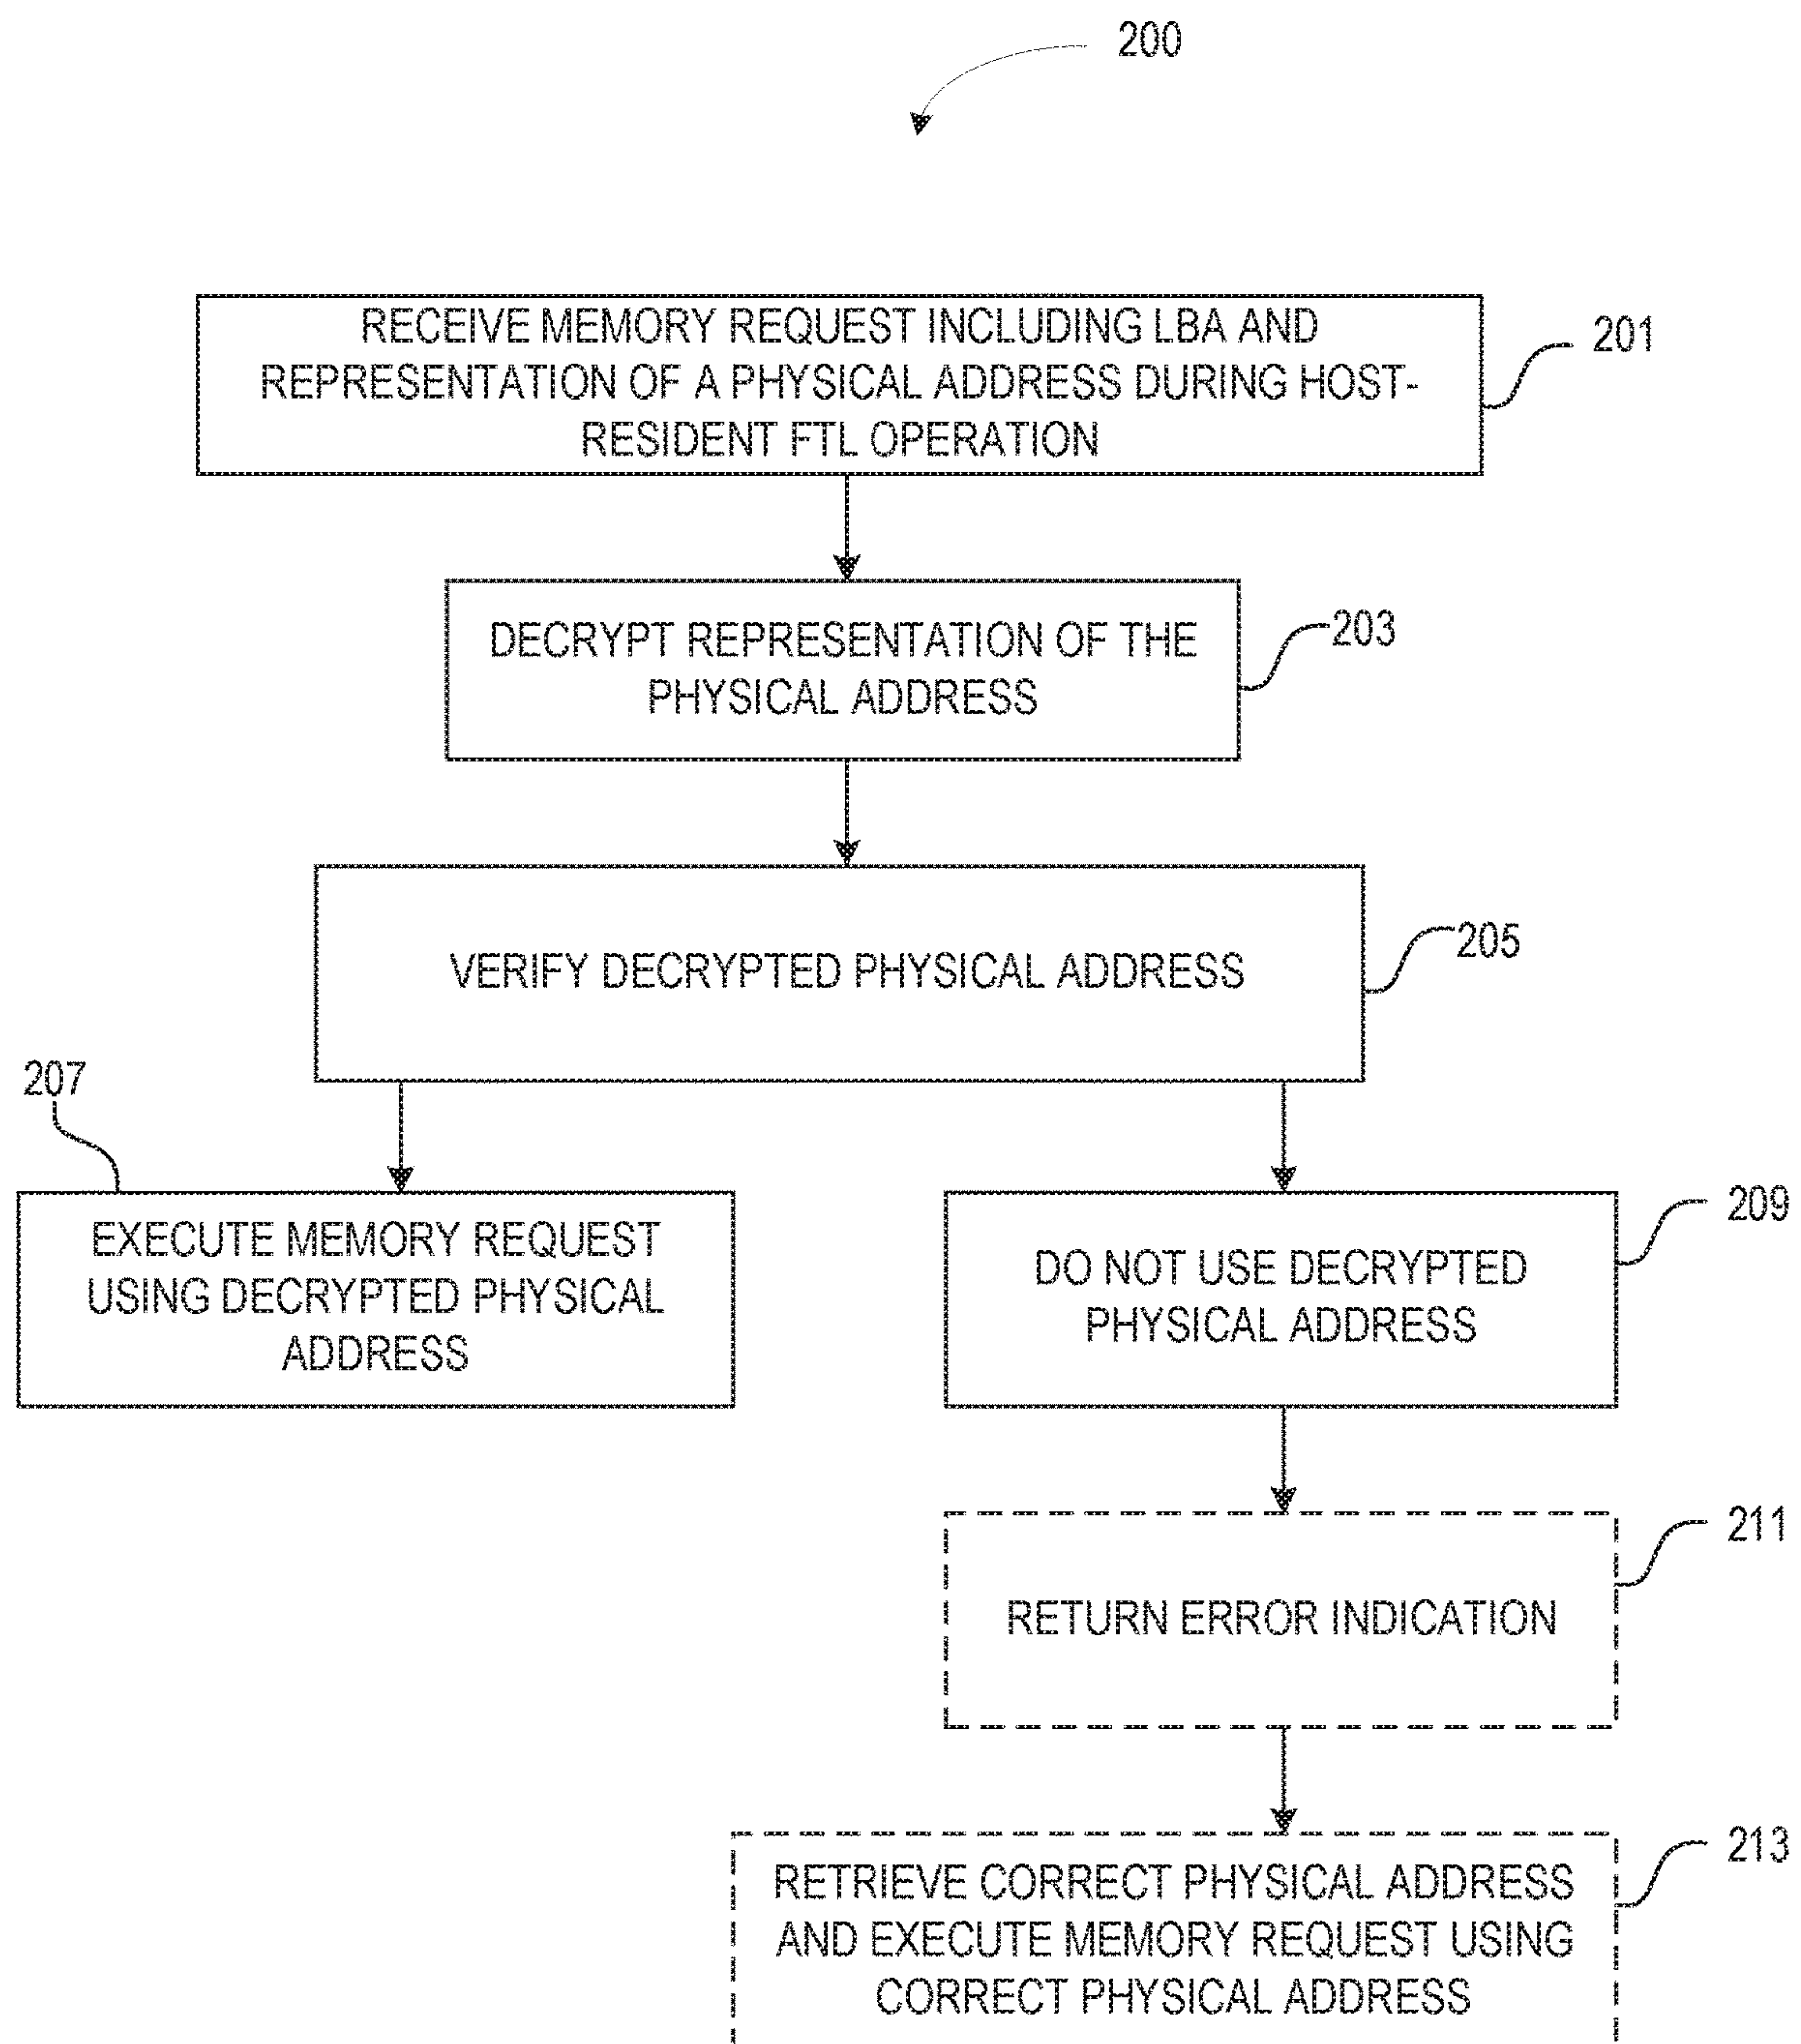 200
RECEIVE MEMORY REQUEST INCLUDING LBA AND
REPRESENTATION OF A PHYSICAL ADDRESS DURING HOST-
RESIDENT FTL OPERATION
201
DECRYPT REPRESENTATION OF THE
PHYSICAL ADDRESS
203
VERIFY DECRYPTED PHYSICAL ADDRESS
205
207
EXECUTE MEMORY REQUEST
USING DECRYPTED PHYSICAL
ADDRESS
DO NOT USE DECRYPTED
PHYSICAL ADDRESS
209
RETURN ERROR INDICATION
211
RETRIEVE CORRECT PHYSICAL ADDRESS
AND EXECUTE MEMORY REQUEST USING
CORRECT PHYSICAL ADDRESS
213